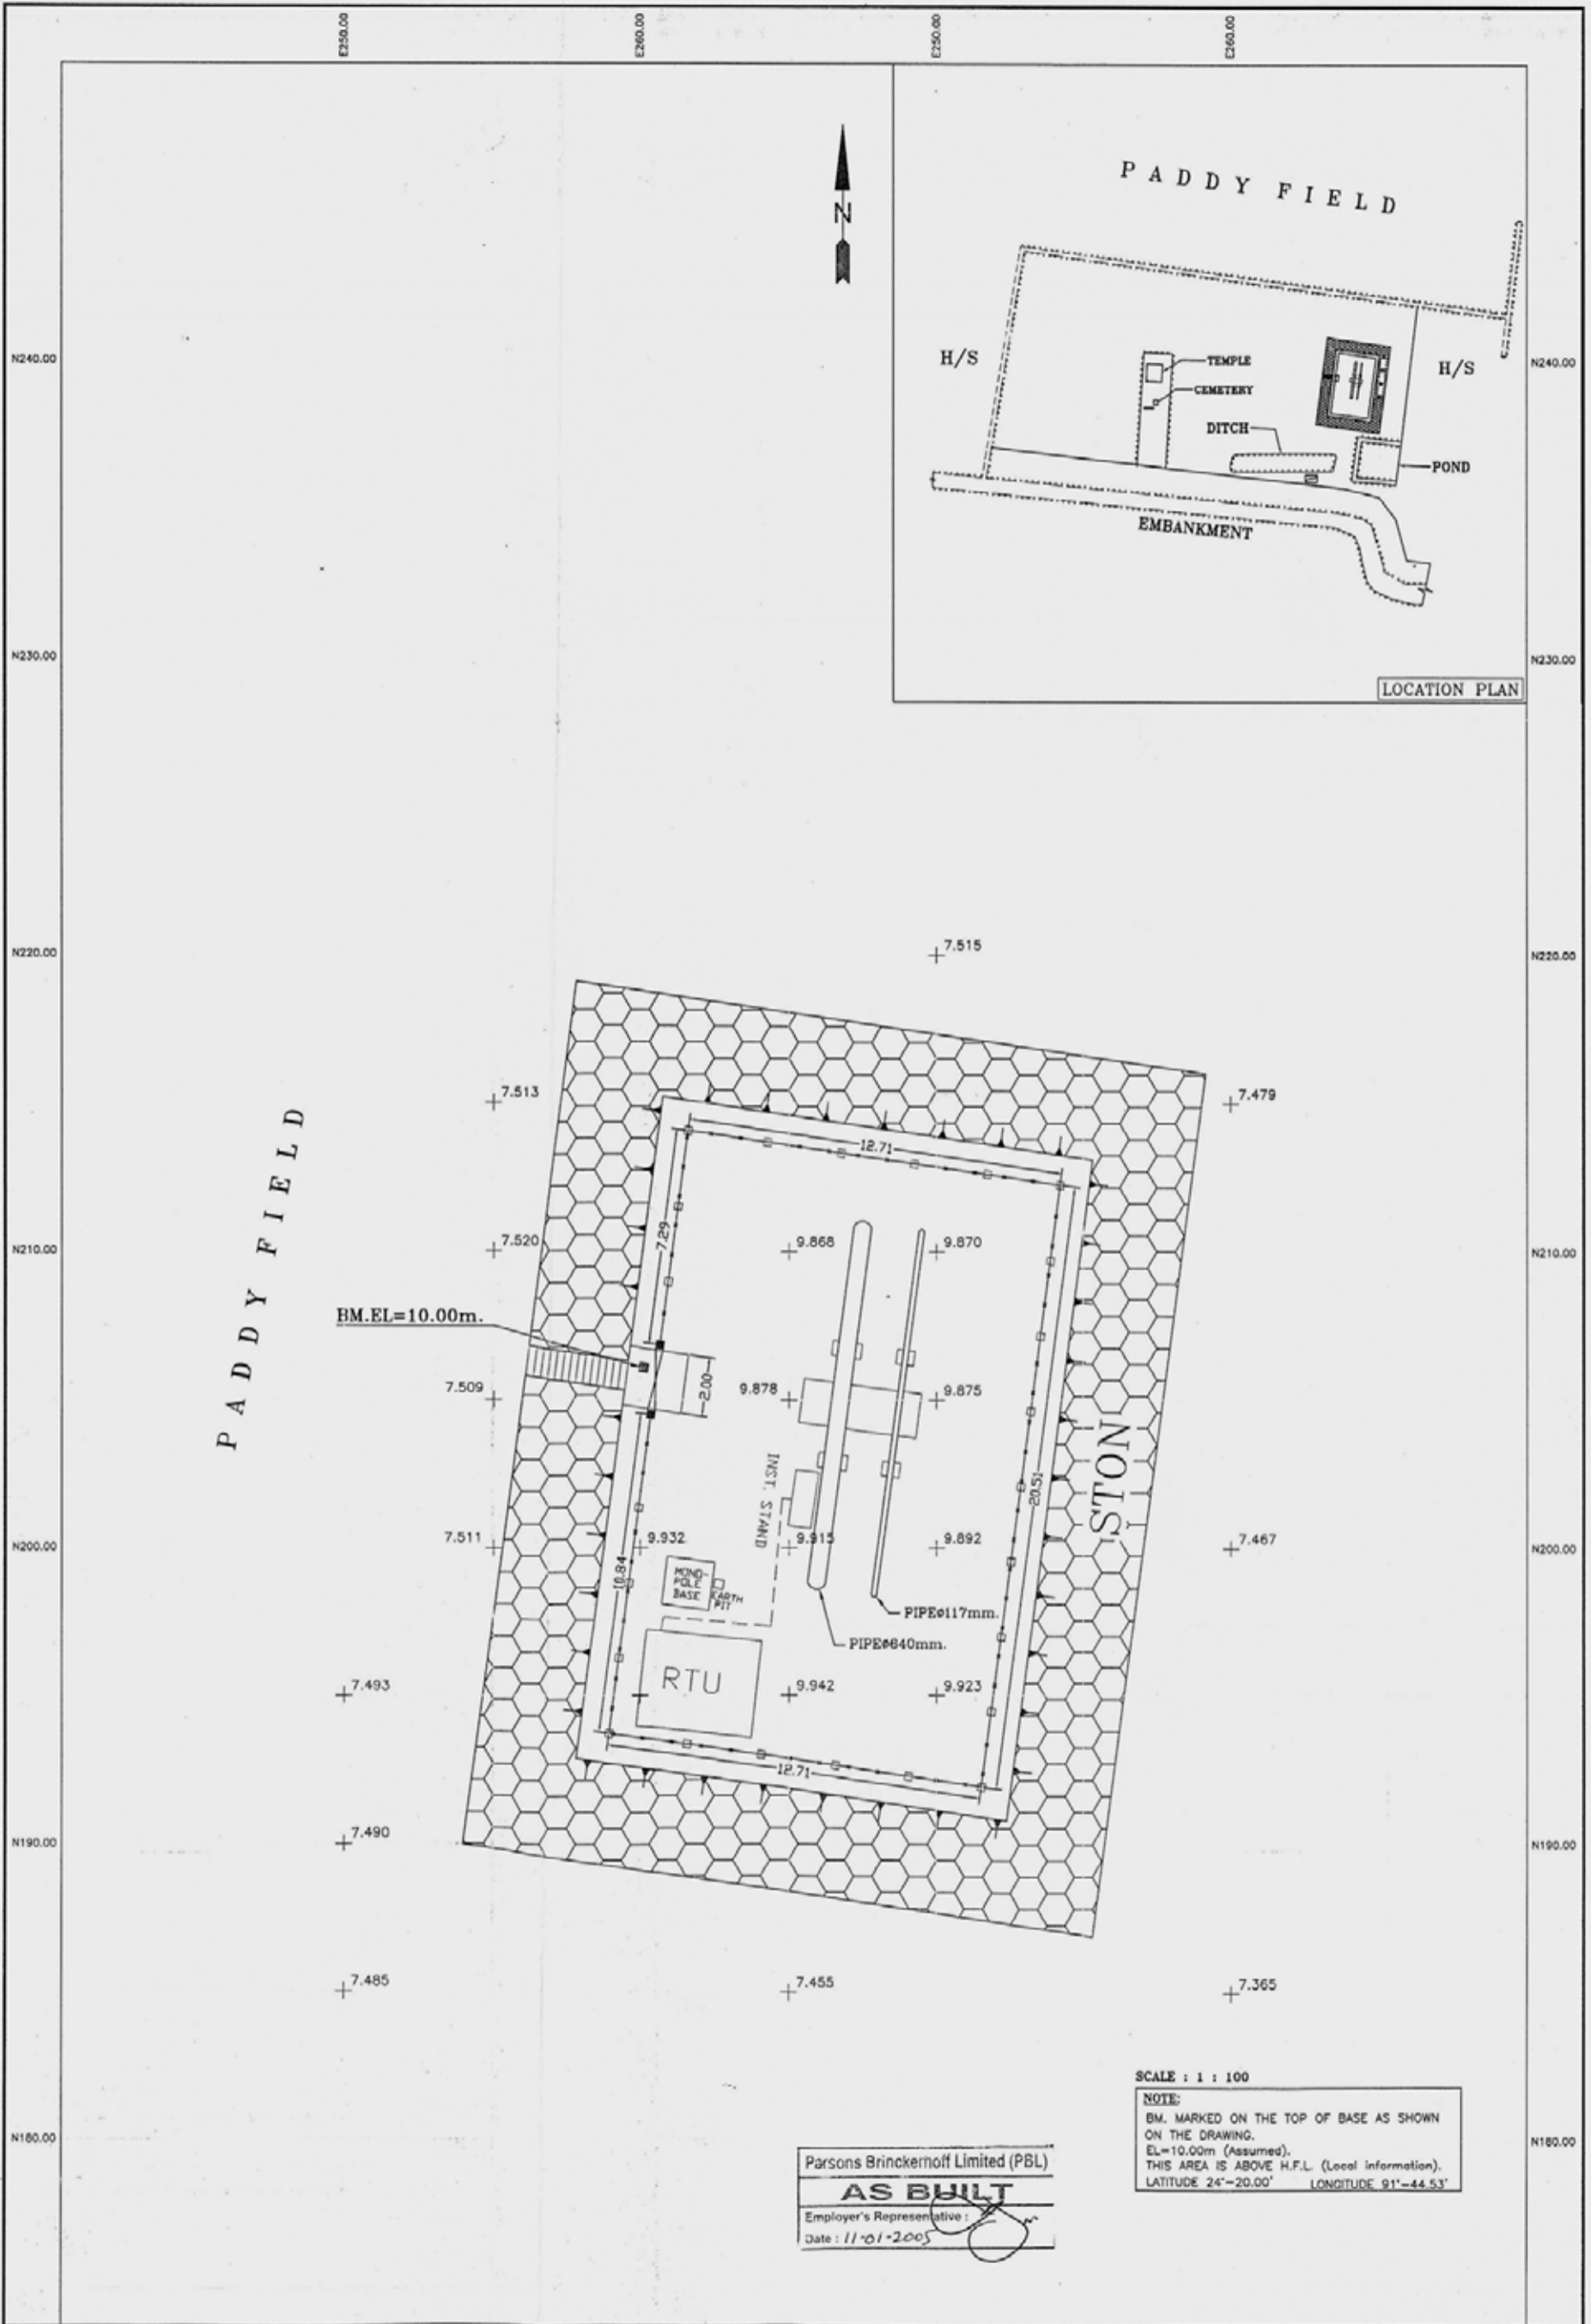 E250.00
E260.00
E250.00
E260.00
N
PADDY FIELD
H/S
TEMPLE
CEMETERY
DITCH
H/S
POND
EMBANKMENT
LOCATION PLAN
N240.00
N240.00
N230.00
N230.00
N220.00
N220.00
7.515
7.513
7.479
12.71
PADDY FIELD
7.29
N210.00
7.520
9.868
9.870
N210.00
BM.EL=10.00m.
7.509
2.00
9.878
9.875
STON
INST. STAND
20.51
N200.00
7.511
9.932
9.915
9.892
7.467
N200.00
10.84
MONO-
POLE
BASE
EARTH
PIT
PIPEø117mm.
PIPEø640mm.
RTU
7.493
9.942
9.923
12.71
N190.00
7.490
N190.00
7.485
7.455
7.365
SCALE : 1 : 100
NOTE:
BM. MARKED ON THE TOP OF BASE AS SHOWN
ON THE DRAWING.
EL=10.00m (Assumed).
THIS AREA IS ABOVE H.F.L. (Local information).
LATITUDE 24°-20.00' LONGITUDE 91°-44.53'
N180.00
N180.00
Parsons Brinckerhoff Limited (PBL)
AS BUILT
Employer's Representative :
Date : 11-01-2005